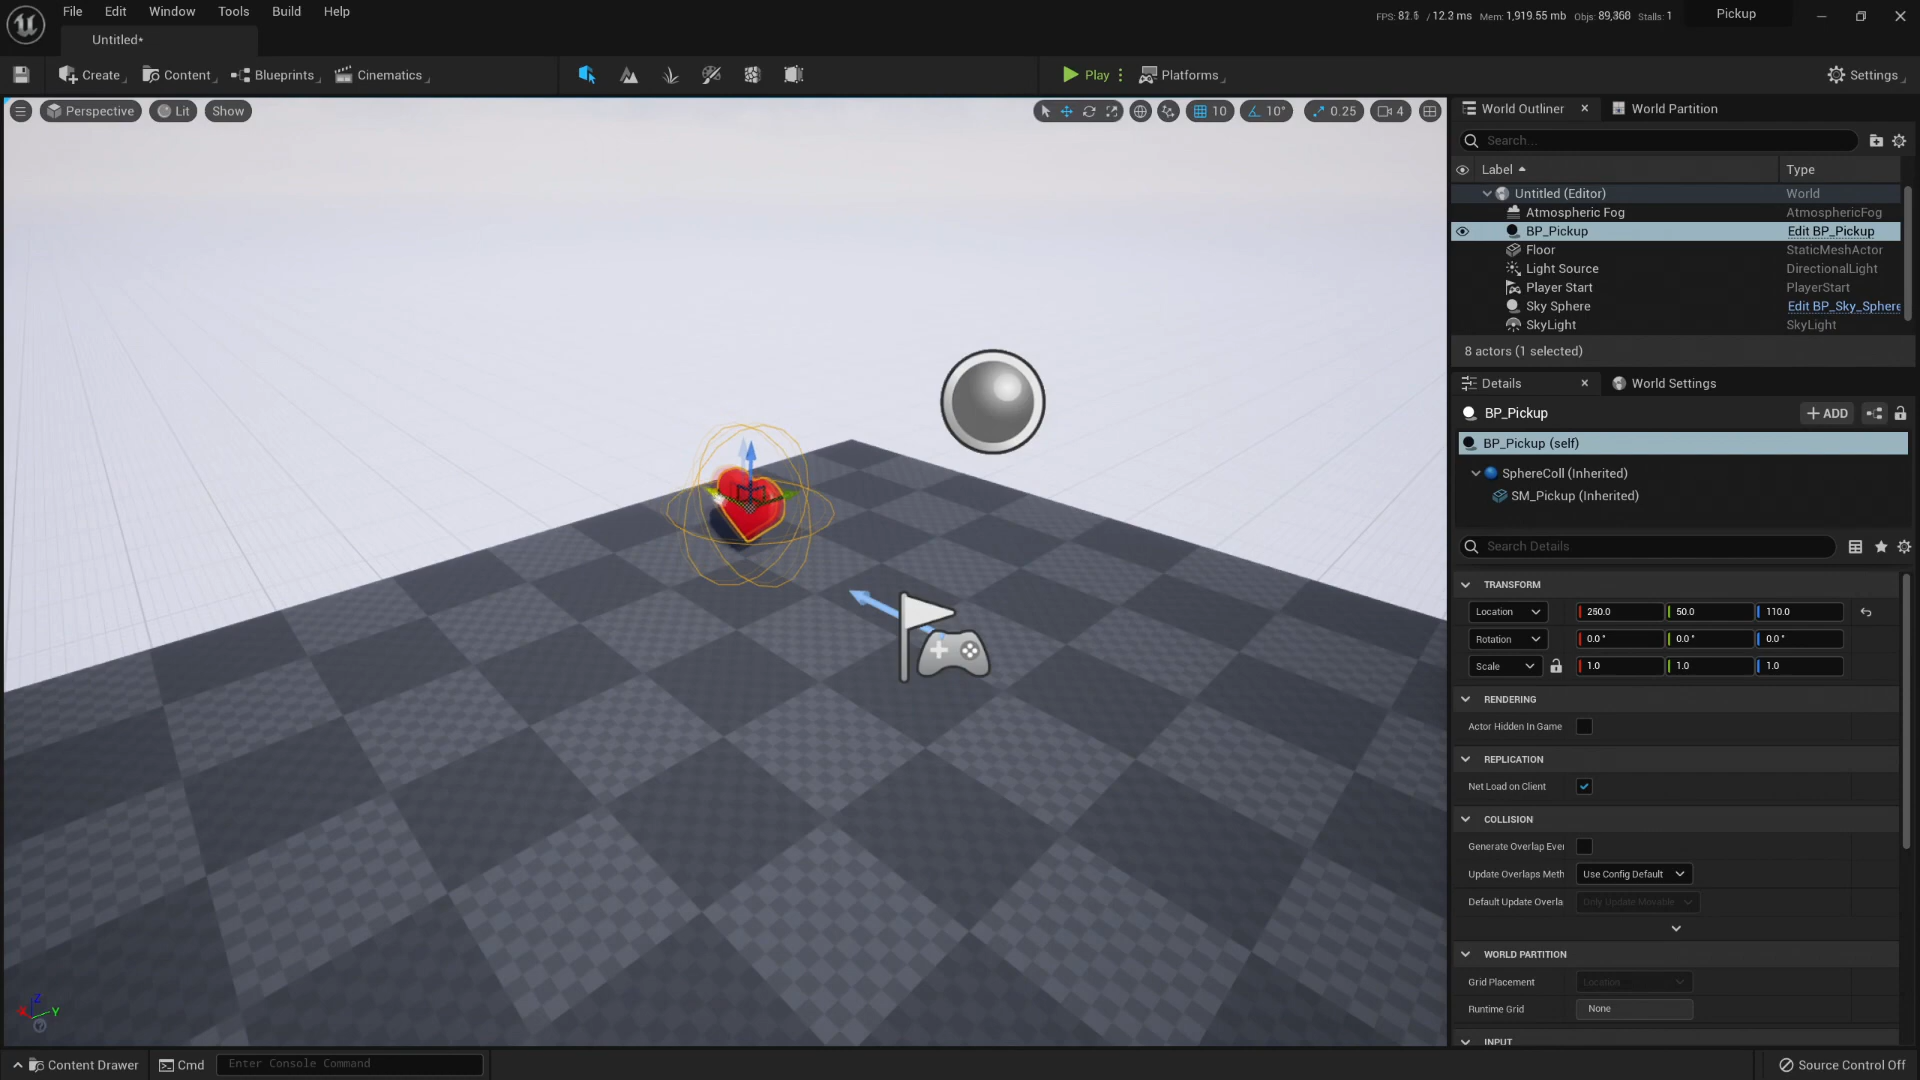 File Edit Window Tools Build Help
FPS: / 12.2 ms Mem: 1,919.55 mb Objs: 89,368 Stalls: 1
Pickup
Untitled*
Create Content Blueprints Cinematics
Play Platforms
Settings
Perspective Lit Show
10 10° 0.25 4
World Outliner World Partition
Search...
Label Type
Untitled (Editor) World
Atmospheric Fog AtmosphericFog
BP_Pickup Edit BP_Pickup
Floor StaticMeshActor
Light Source DirectionalLight
Player Start PlayerStart
Sky Sphere Edit BP_Sky_Sphere
SkyLight SkyLight
8 actors (1 selected)
Details World Settings
BP_Pickup
ADD
BP_Pickup (self)
SphereColl (Inherited)
SM_Pickup (Inherited)
Search Details
TRANSFORM
Location 50.0 110.0
Rotation 0.0 ° 0.0 ° 0.0 °
Scale 1.0 1.0 1.0
RENDERING
Actor Hidden In Game
REPLICATION
Net Load on Client
COLLISION
Generate Overlap Eve
Update Overlaps Meth Use Config Default
Default Update Overla Only Update Movable
WORLD PARTITION
Grid Placement Location
Runtime Grid None
INPUT
Z
X Y
Content Drawer Cmd Enter Console Command
Source Control Off